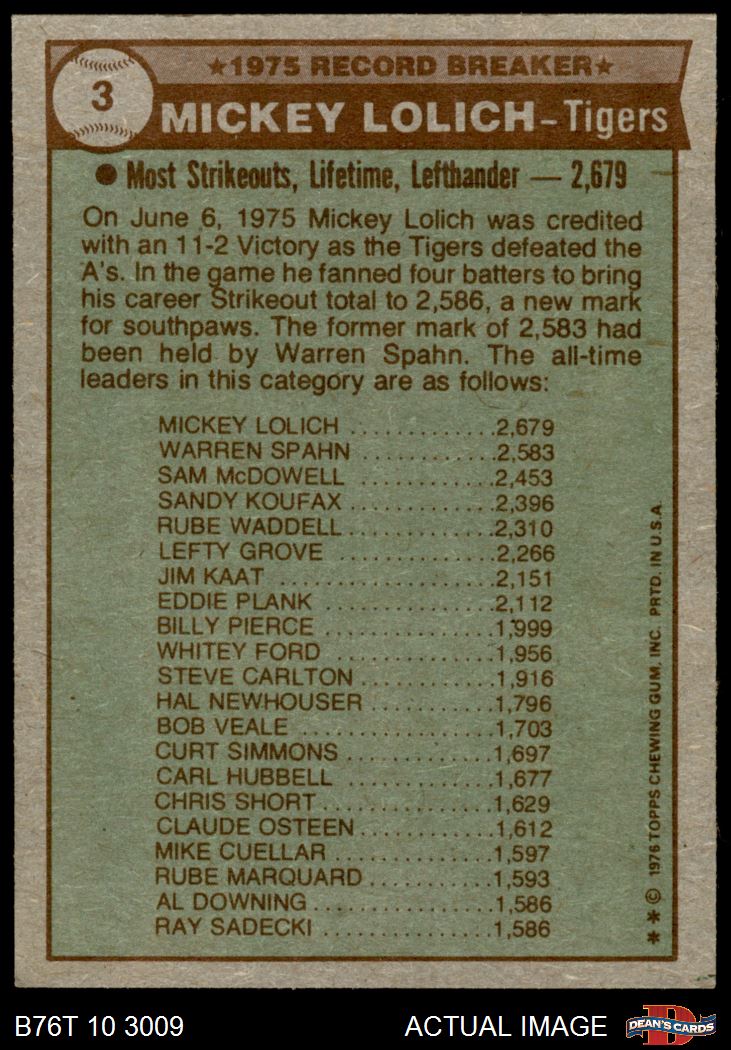 3
★1975 RECORD BREAKER★
MICKEY LOLICH–Tigers
● Most Strikeouts, Lifetime, Lefthander — 2,679
On June 6, 1975 Mickey Lolich was credited
with an 11-2 Victory as the Tigers defeated the
A's. In the game he fanned four batters to bring
his career Strikeout total to 2,586, a new mark
for southpaws. The former mark of 2,583 had
been held by Warren Spahn. The all-time
leaders in this category are as follows:
MICKEY LOLICH .............2,679
WARREN SPAHN ............2,583
SAM McDOWELL ............2,453
SANDY KOUFAX .............2,396
RUBE WADDELL .............2,310
LEFTY GROVE ..............2,266
JIM KAAT ....................2,151
EDDIE PLANK ...............2,112
BILLY PIERCE ...............1,999
WHITEY FORD ..............1,956
STEVE CARLTON ............1,916
HAL NEWHOUSER ...........1,796
BOB VEALE ..................1,703
CURT SIMMONS .............1,697
CARL HUBBELL ..............1,677
CHRIS SHORT ...............1,629
CLAUDE OSTEEN ............1,612
MIKE CUELLAR ..............1,597
RUBE MARQUARD ...........1,593
AL DOWNING ................1,586
RAY SADECKI ................1,586
★★ © 1976 TOPPS CHEWING GUM, INC. PRTD. IN U.S.A.
B76T 10 3009
ACTUAL IMAGE
D
DEAN'S CARDS